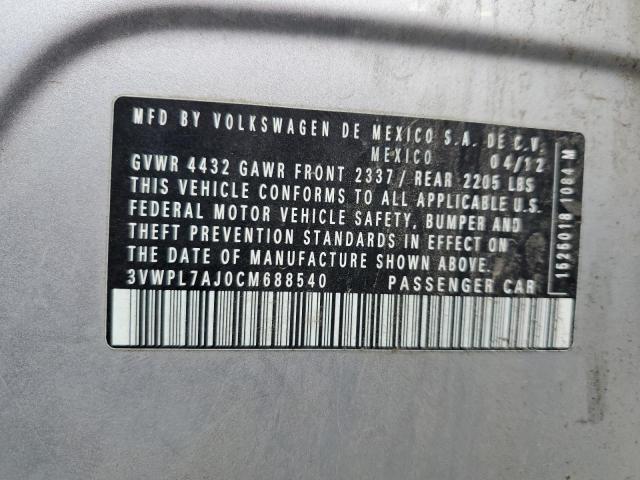 MFD BY VOLKSWAGEN DE MEXICO S.A. DE C.V.
MEXICO 04/12
GVWR 4432 GAWR FRONT 2337/ REAR 2205 LBS
THIS VEHICLE CONFORMS TO ALL APPLICABLE U.S.
FEDERAL MOTOR VEHICLE SAFETY, BUMPER AND
THEFT PREVENTION STANDARDS IN EFFECT ON
THE DATE OF MANUFACTURE SHOWN ABOVE.
3VWPL7AJ0CM688540 PASSENGER CAR
1525018 1064 M